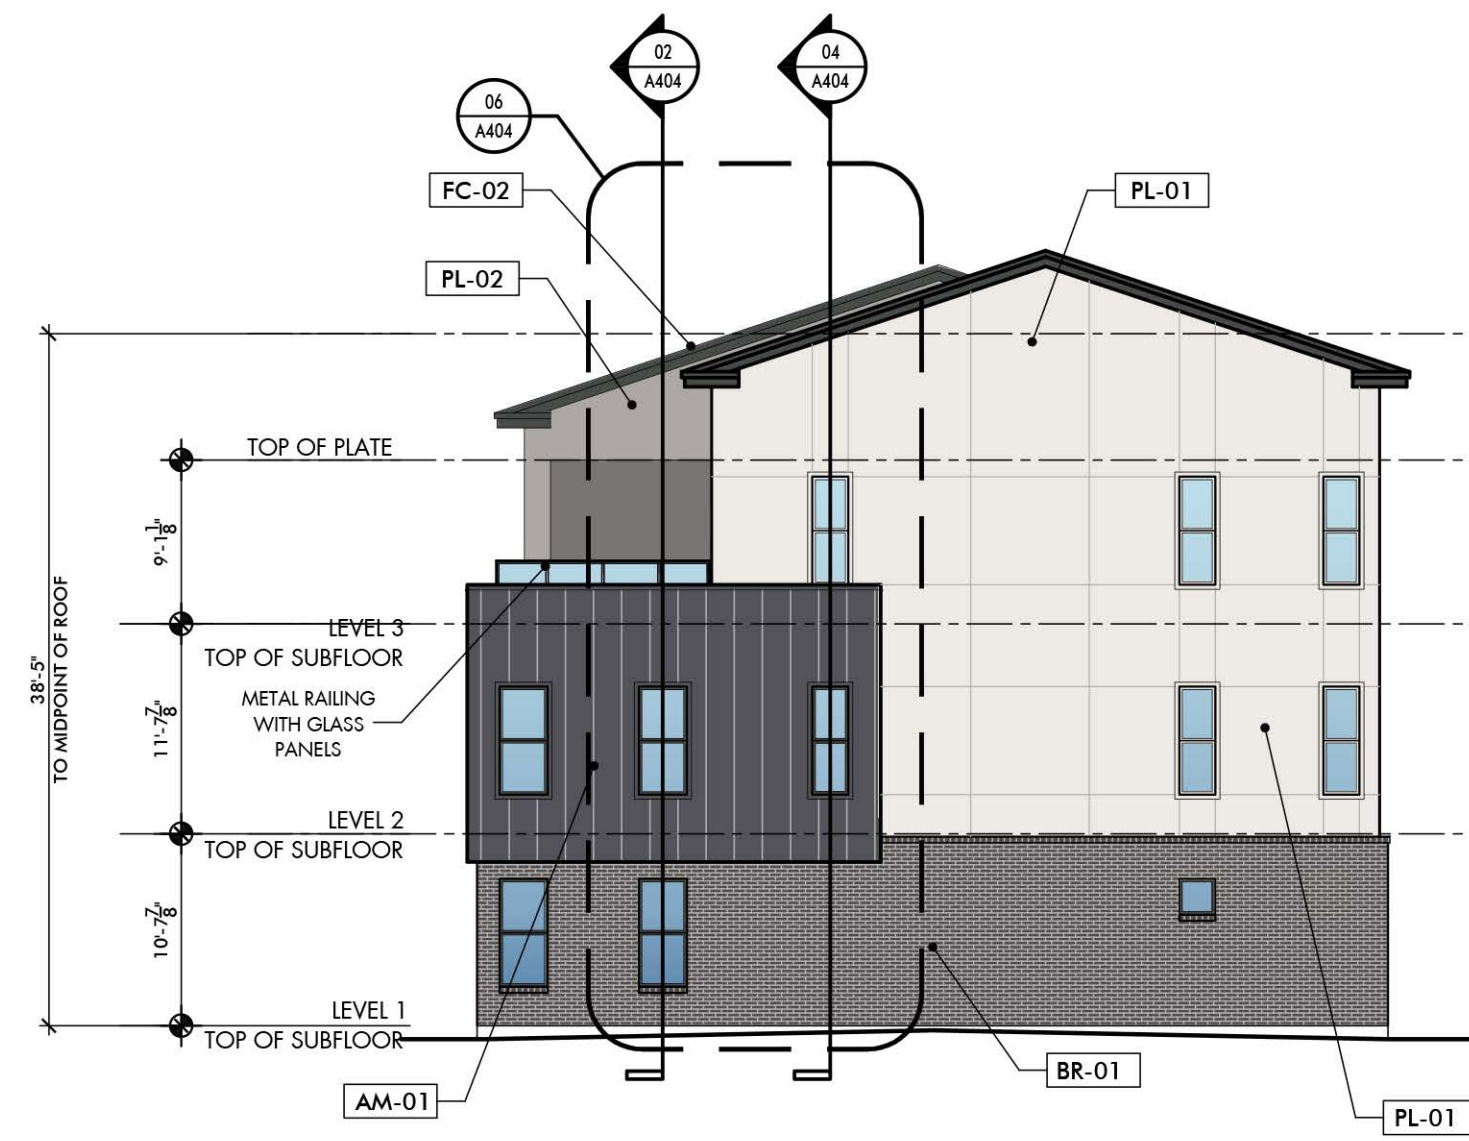 02
A404
04
A404
06
A404
FC-02
PL-01
PL-02
TOP OF PLATE
9'-1 1/8"
LEVEL 3
TOP OF SUBFLOOR
38'-5"
TO MIDPOINT OF ROOF
METAL RAILING
WITH GLASS
PANELS
11'-7 7/8"
LEVEL 2
TOP OF SUBFLOOR
10'-7 7/8"
LEVEL 1
TOP OF SUBFLOOR
AM-01
BR-01
PL-01